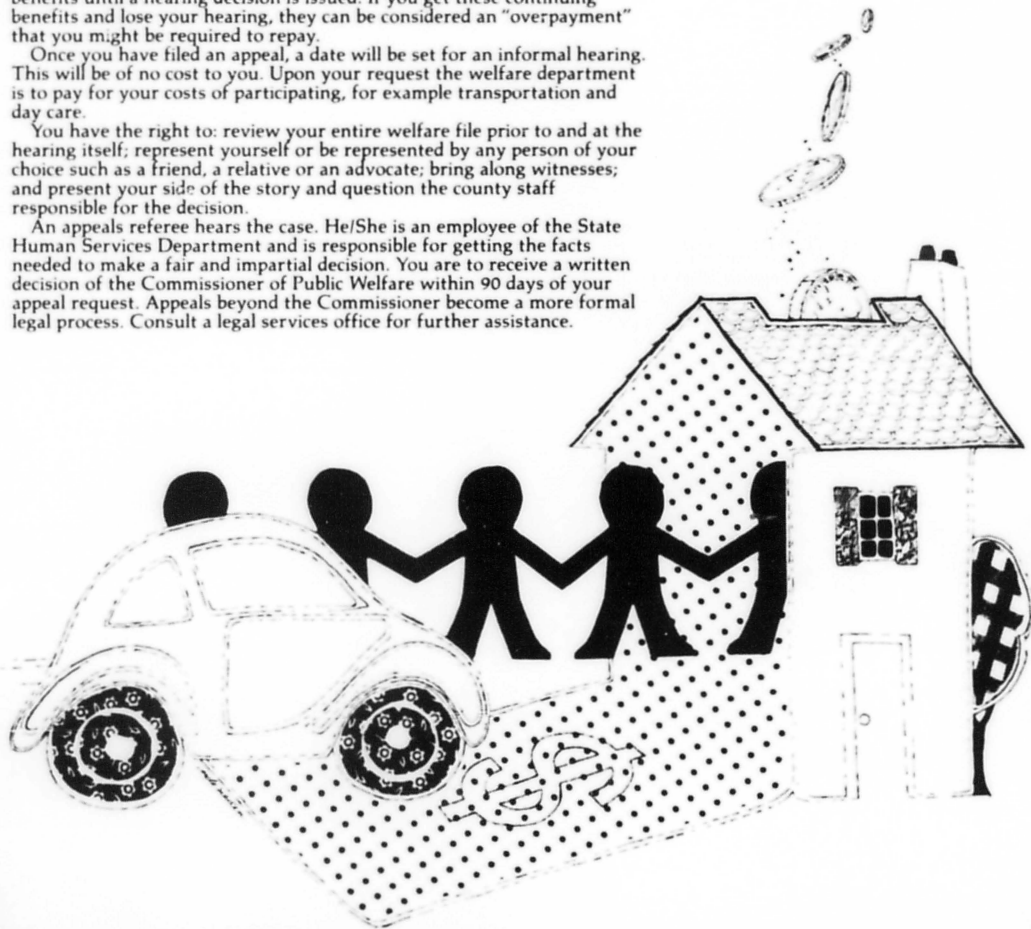 benefits until a hearing decision is issued. If you get these continuing
benefits and lose your hearing, they can be considered an "overpayment"
that you might be required to repay.
Once you have filed an appeal, a date will be set for an informal hearing.
This will be of no cost to you. Upon your request the welfare department
is to pay for your costs of participating, for example transportation and
day care.
You have the right to: review your entire welfare file prior to and at the
hearing itself; represent yourself or be represented by any person of your
choice such as a friend, a relative or an advocate; bring along witnesses;
and present your side of the story and question the county staff
responsible for the decision.
An appeals referee hears the case. He/She is an employee of the State
Human Services Department and is responsible for getting the facts
needed to make a fair and impartial decision. You are to receive a written
decision of the Commissioner of Public Welfare within 90 days of your
appeal request. Appeals beyond the Commissioner become a more formal
legal process. Consult a legal services office for further assistance.
$